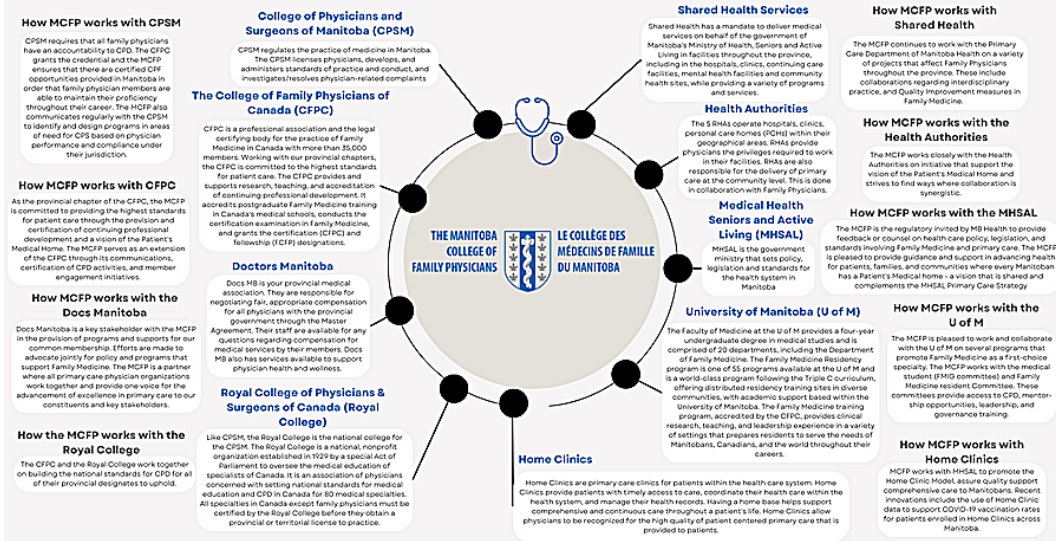 How MCFP works with CPSM
CPSM requires that all family physicians
have an accountability to CPD. The CFPC
grants the credential and the MCFP
ensures that there are certified CPF
opportunities provided in Manitoba in
order that family physician members are
able to maintain their proficiency
throughout their career. The MCFP also
communicates regularly with the CPSM
to identify and design programs in areas
of need for CPS based on physician
performance and compliance under
their jurisdiction.
How MCFP works with CFPC
As the provincial chapter of the CFPC, the MCFP
is committed to providing the highest standards
for patient care through the provision and
certification of continuing professional
development and a vision of the Patient's
Medical Home. The MCFP serves as an extension
of the CFPC through its communications,
certification of CPD activities, and member
engagement initiatives.
How MCFP works with the
Docs Manitoba
Docs Manitoba is a key stakeholder with the MCFP
in the provision of programs and supports for our
common membership. Efforts are made to
advocate jointly for policy and programs that
support Family Medicine. The MCFP is a partner
where all primary care physician organizations
work together and provide one voice for the
advancement of excellence in primary care to our
constituents and key stakeholders.
How the MCFP works with the
Royal College
The CFPC and the Royal College work together
on building the national standards for CPD for all
of their provincial designates to uphold.
College of Physicians and
Surgeons of Manitoba (CPSM)
CPSM regulates the practice of medicine in Manitoba.
The CPSM licenses physicians, develops, and
administers standards of practice and conduct, and
investigates/resolves physician-related complaints
The College of Family Physicians of
Canada (CFPC)
CFPC is a professional association and the legal
certifying body for the practice of Family
Medicine in Canada with more than 35,000
members. Working with our provincial chapters,
the CFPC is committed to the highest standards
for patient care. The CFPC provides and
supports research, teaching, and accreditation
of continuing professional development. It
accredits postgraduate Family Medicine training
in Canada's medical schools, conducts the
certification examination in Family Medicine,
and grants the certification (CFPC) and
fellowship (FCFP) designations.
Doctors Manitoba
Docs MB is your provincial medical
association. They are responsible for
negotiating fair, appropriate compensation
for all physicians with the provincial
government through the Master
Agreement. Their staff are available for any
questions regarding compensation for
medical services by their members. Docs
MB also has services available to support
physician health and wellness.
Royal College of Physicians &
Surgeons of Canada (Royal
College)
Like CPSM, the Royal College is the national college for
the CPSM. The Royal College is a national, nonprofit
organization established in 1929 by a special Act of
Parliament to oversee the medical education of
specialists of Canada. It is an association of physicians
concerned with setting national standards for medical
education and CPD in Canada for 80 medical specialties.
All specialties in Canada except family physicians must be
certified by the Royal College before they obtain a
provincial or territorial license to practice.
THE MANITOBA
COLLEGE OF
FAMILY PHYSICIANS
LE COLLÈGE DES
MÉDECINS DE FAMILLE
DU MANITOBA
Shared Health Services
Shared Health has a mandate to deliver medical
services on behalf of the government of
Manitoba's Ministry of Health, Seniors and Active
Living in facilities throughout the province,
including in the hospitals, clinics, continuing care
facilities, mental health facilities and community
health sites, while providing a variety of programs
and services.
Health Authorities
The 5 RHAs operate hospitals, clinics,
personal care homes (PCHs) within their
geographical areas. RHAs provide
physicians the privileges required to work
in their facilities. RHAs are also
responsible for the delivery of primary
care at the community level. This is done
in collaboration with Family Physicians.
Medical Health
Seniors and Active
Living (MHSAL)
MHSAL is the government
ministry that sets policy,
legislation and standards for
the health system in
Manitoba
University of Manitoba (U of M)
The Faculty of Medicine at the U of M provides a four-year
undergraduate degree in medical studies and is
comprised of 20 departments, including the Department
of Family Medicine. The Family Medicine Residency
program is one of 55 programs available at the U of M and
is a world-class program following the Triple C curriculum,
offering distributed residency training sites in diverse
communities, with academic support based within the
University of Manitoba. The Family Medicine training
program, accredited by the CFPC, provides clinical
research, teaching, and leadership experience in a
variety of settings that prepares residents to serve the needs of
Manitobans, Canadians, and the world throughout their
careers.
Home Clinics
Home Clinics are primary care clinics for patients within the health care system. Home
Clinics provide patients with timely access to care, coordinate their health care within the
health system, and manage their health records. Having a home base helps support
comprehensive and continuous care throughout a patient's life. Home Clinics allow
physicians to be recognized for the high quality of patient centered primary care that is
provided to patients.
How MCFP works with
Shared Health
The MCFP continues to work with the Primary
Care Department of Manitoba Health on a variety
of projects that affect Family Physicians
throughout the province. These include
collaborations regarding interdisciplinary
practice, and Quality Improvement measures in
Family Medicine.
How MCFP works with the
Health Authorities
The MCFP works closely with the Health
Authorities on initiative that support the
vision of the Patient's Medical Home and
strives to find ways where collaboration is
synergistic.
How MCFP works with the MHSAL
The MCFP is the regulatory invited by MB Health to provide
feedback or counsel on health care policy, legislation, and
standards involving Family Medicine and primary care. The MCFP
is pleased to provide guidance and support in advancing health
for patients, families, and communities where every Manitoban
has a Patient's Medical home - a vision that is shared and
complements the MHSAL Primary Care Strategy
How MCFP works with the
U of M
The MCFP is pleased to work and collaborate
with the U of M on several programs that
promote Family Medicine as a first-choice
specialty. The MCFP works with the medical
student (FMIG committee) and Family
Medicine resident Committee. These
committees provide access to CPD, mentor-
ship opportunities, leadership, and
governance training.
How MCFP works with
Home Clinics
MCFP works with MHSAL to promote the
Home Clinic Model, assure quality support
comprehensive care to Manitobans. Recent
innovations include the use of Home Clinic
data to support COVID-19 vaccination rates
for patients enrolled in Home Clinics across
Manitoba.